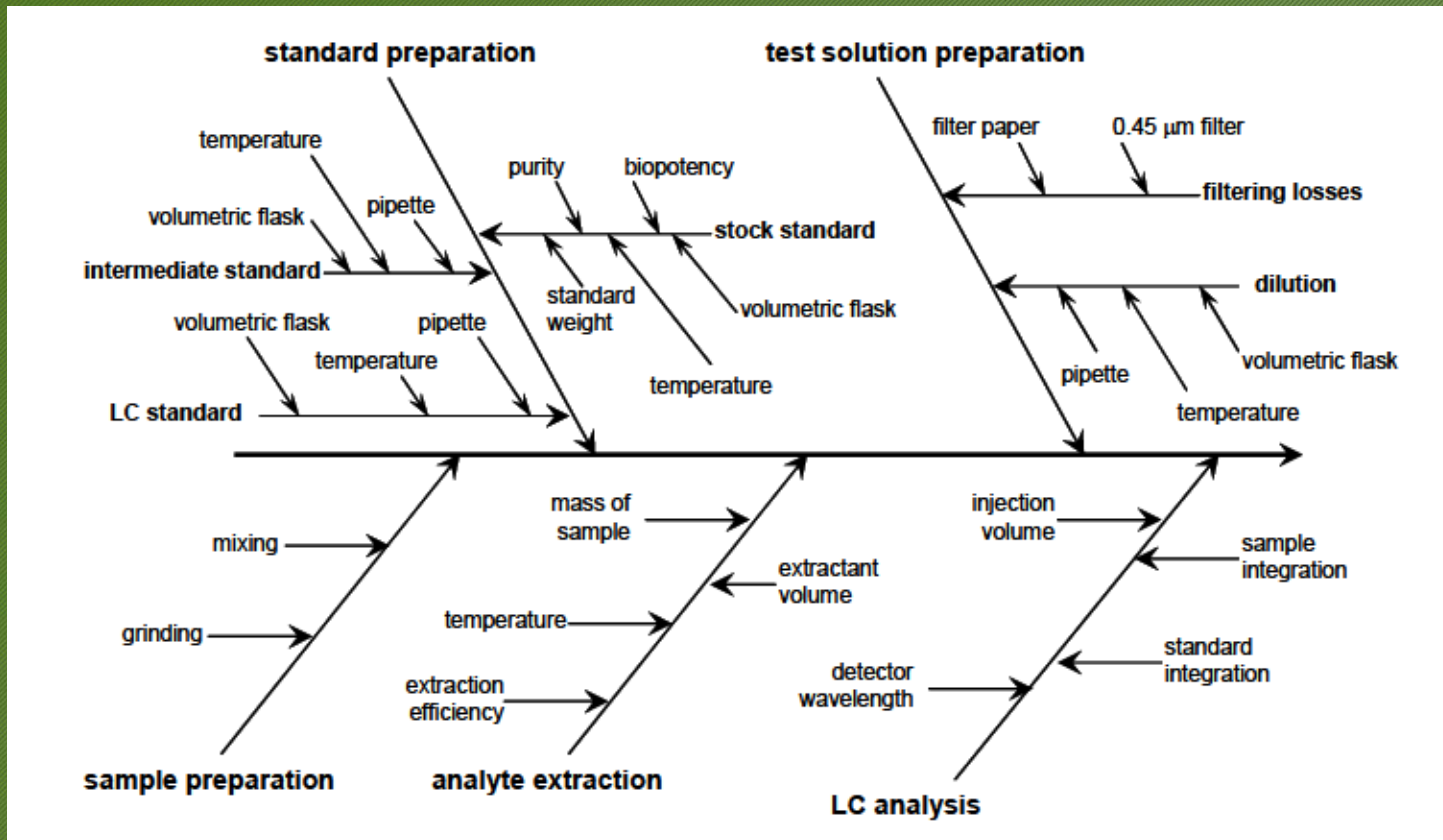 standard preparation
test solution preparation
filter paper
0.45 μm filter
temperature
purity
biopotency
filtering losses
volumetric flask
pipette
stock standard
intermediate standard
dilution
standard
weight
volumetric flask
volumetric flask
pipette
temperature
volumetric flask
pipette
temperature
temperature
LC standard
mass of
sample
injection
volume
mixing
sample
integration
extractant
volume
temperature
grinding
standard
integration
detector
wavelength
extraction
efficiency
sample preparation
analyte extraction
LC analysis